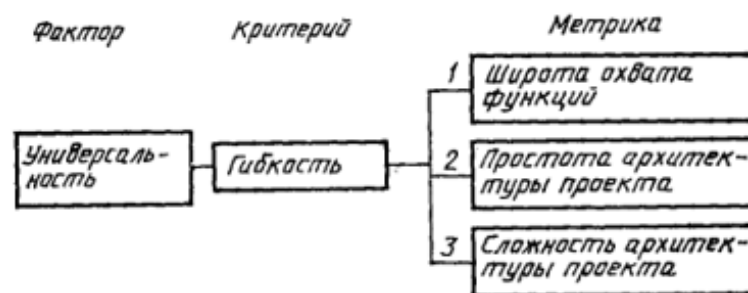 Фактор Критерий Метрика
1 Широта охвата
функций
Универсаль-
ность
Гибкость
2 Простота архитек-
туры проекта
3 Сложность архитек-
туры проекта